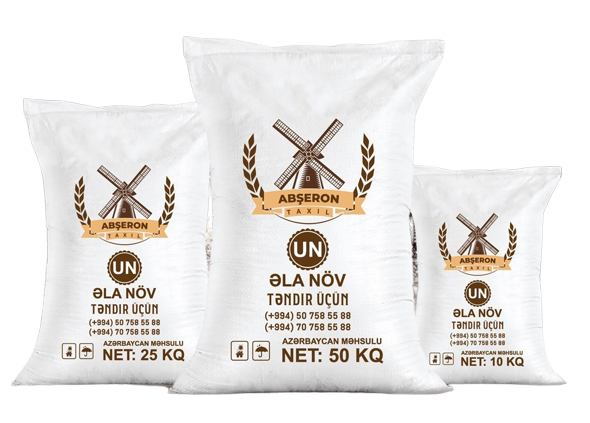 ABŞERON
TAXIL
UN
ƏLA NÖV
TƏNDIR ÜÇÜN
(+994) 50 758 55 88
(+994) 70 758 55 88
AZƏRBAYCAN MƏHSULU
NET: 25 KQ
ABŞERON
TAXIL
UN
ƏLA NÖV
TƏNDIR ÜÇÜN
(+994) 50 758 55 88
(+994) 70 758 55 88
AZƏRBAYCAN MƏHSULU
NET: 50 KQ
ABŞERON
TAXIL
UN
ƏLA NÖV
TƏNDIR ÜÇÜN
(+994) 50 758 55 88
(+994) 70 758 55 88
AZƏRBAYCAN MƏHSULU
NET: 10 KQ